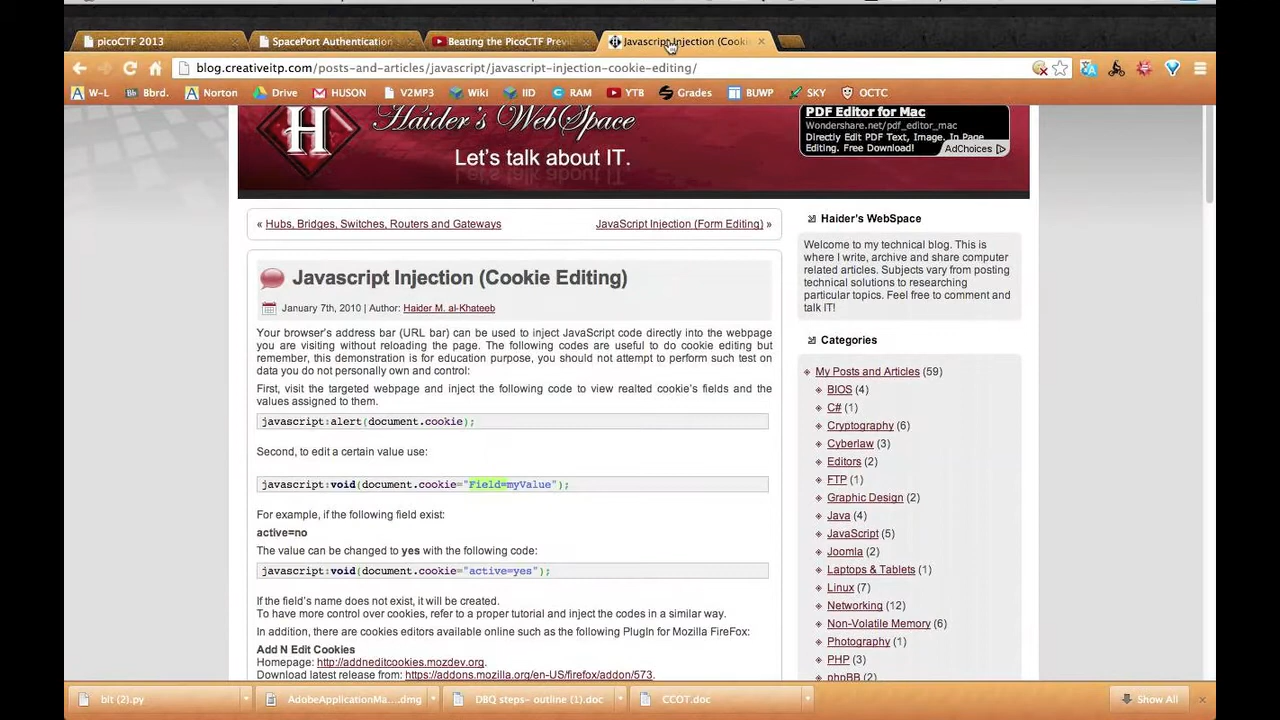 picoCTF 2013
SpacePort Authentication
Beating the PicoCTF Previ
Javascript Injection (Cooki
blog.creativeitp.com/posts-and-articles/javascript/javascript-injection-cookie-editing/
W-L Bbrd. Norton Drive HUSON V2MP3 Wiki IID RAM YTB Grades BUWP SKY OCTC
Haider's WebSpace
Let's talk about IT.
PDF Editor for Mac
Wondershare.net/pdf_editor_mac
Directly Edit PDF Text, Image. In Page
Editing. Free Download!
AdChoices
« Hubs, Bridges, Switches, Routers and Gateways
JavaScript Injection (Form Editing) »
Javascript Injection (Cookie Editing)
January 7th, 2010 | Author: Haider M. al-Khateeb
Your browser's address bar (URL bar) can be used to inject JavaScript code directly into the webpage
you are visiting without reloading the page. The following codes are useful to do cookie editing but
remember, this demonstration is for education purpose, you should not attempt to perform such test on
data you do not personally own and control:
First, visit the targeted webpage and inject the following code to view realted cookie's fields and the
values assigned to them.
javascript:alert(document.cookie);
Second, to edit a certain value use:
javascript:void(document.cookie="Field=myValue");
For example, if the following field exist:
active=no
The value can be changed to yes with the following code:
javascript:void(document.cookie="active=yes");
If the field's name does not exist, it will be created.
To have more control over cookies, refer to a proper tutorial and inject the codes in a similar way.
In addition, there are cookies editors available online such as the following PlugIn for Mozilla FireFox:
Add N Edit Cookies
Homepage: http://addneditcookies.mozdev.org.
Download latest release from: https://addons.mozilla.org/en-US/firefox/addon/573.
Haider's WebSpace
Welcome to my technical blog. This is
where I write, archive and share computer
related articles. Subjects vary from posting
technical solutions to researching
particular topics. Feel free to comment and
talk IT!
Categories
My Posts and Articles (59)
BIOS (4)
C# (1)
Cryptography (6)
Cyberlaw (3)
Editors (2)
FTP (1)
Graphic Design (2)
Java (4)
JavaScript (5)
Joomla (2)
Laptops & Tablets (1)
Linux (7)
Networking (12)
Non-Volatile Memory (6)
Photography (1)
PHP (3)
phpBB (2)
bit (2).py
AdobeApplicationMa....dmg
DBQ steps- outline (1).doc
CCOT.doc
Show All